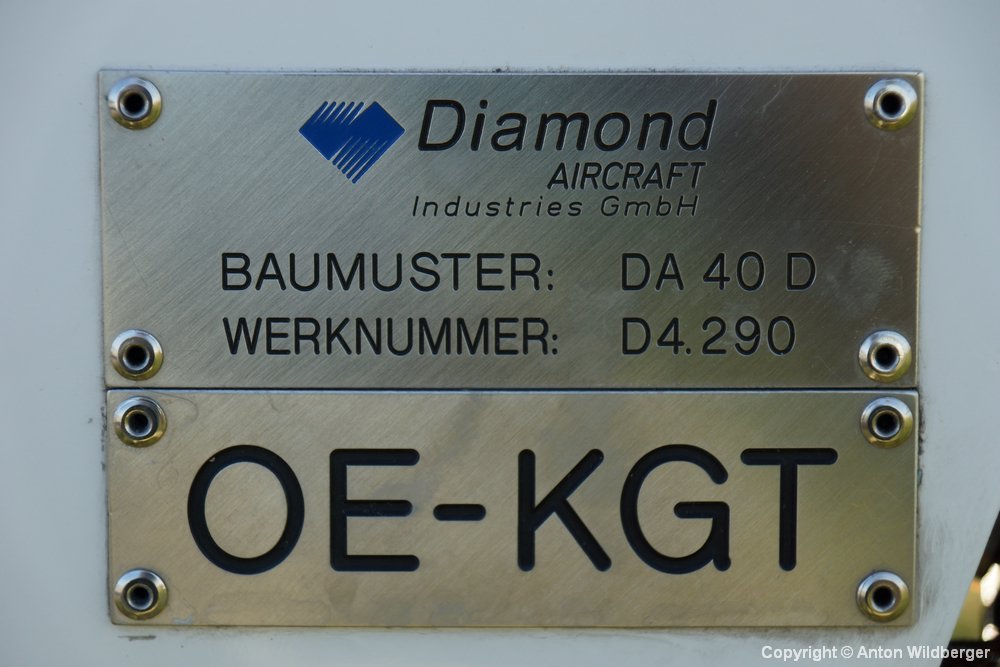 Diamond
AIRCRAFT
Industries GmbH
BAUMUSTER: DA 40 D
WERKNUMMER: D4.290
OE-KGT
Copyright © Anton Wildberger